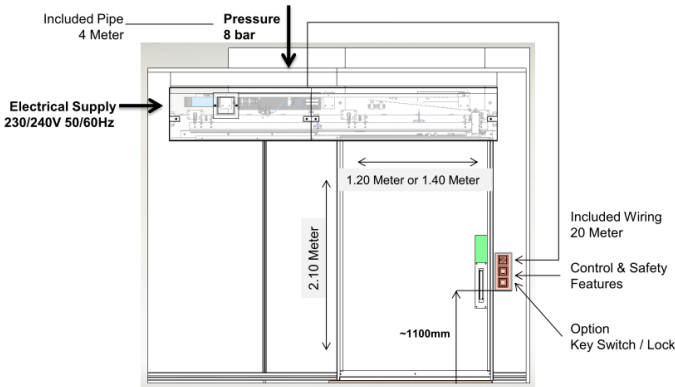 Included Pipe
4 Meter
Pressure
8 bar
Electrical Supply
230/240V 50/60Hz
1.20 Meter or 1.40 Meter
2.10 Meter
Included Wiring
20 Meter
Control & Safety
Features
~1100mm
Option
Key Switch / Lock